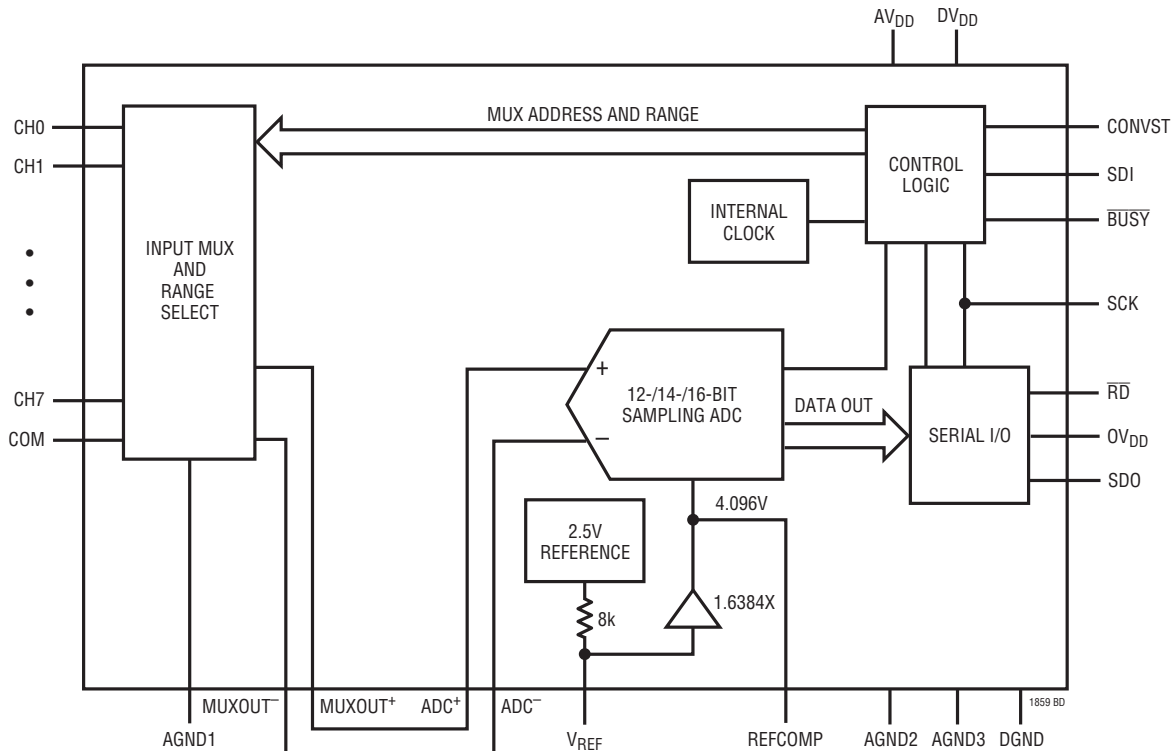 AVDD
DVDD
CH0
CH1
CH7
COM
INPUT MUX
AND
RANGE
SELECT
MUX ADDRESS AND RANGE
CONTROL
LOGIC
INTERNAL
CLOCK
CONVST
SDI
BUSY
SCK
RD
OVDD
SDO
+
–
12-/14-/16-BIT
SAMPLING ADC
DATA OUT
SERIAL I/O
4.096V
2.5V
REFERENCE
8k
1.6384X
MUXOUT–
MUXOUT+
ADC+
ADC–
1859 BD
AGND1
VREF
REFCOMP
AGND2
AGND3
DGND